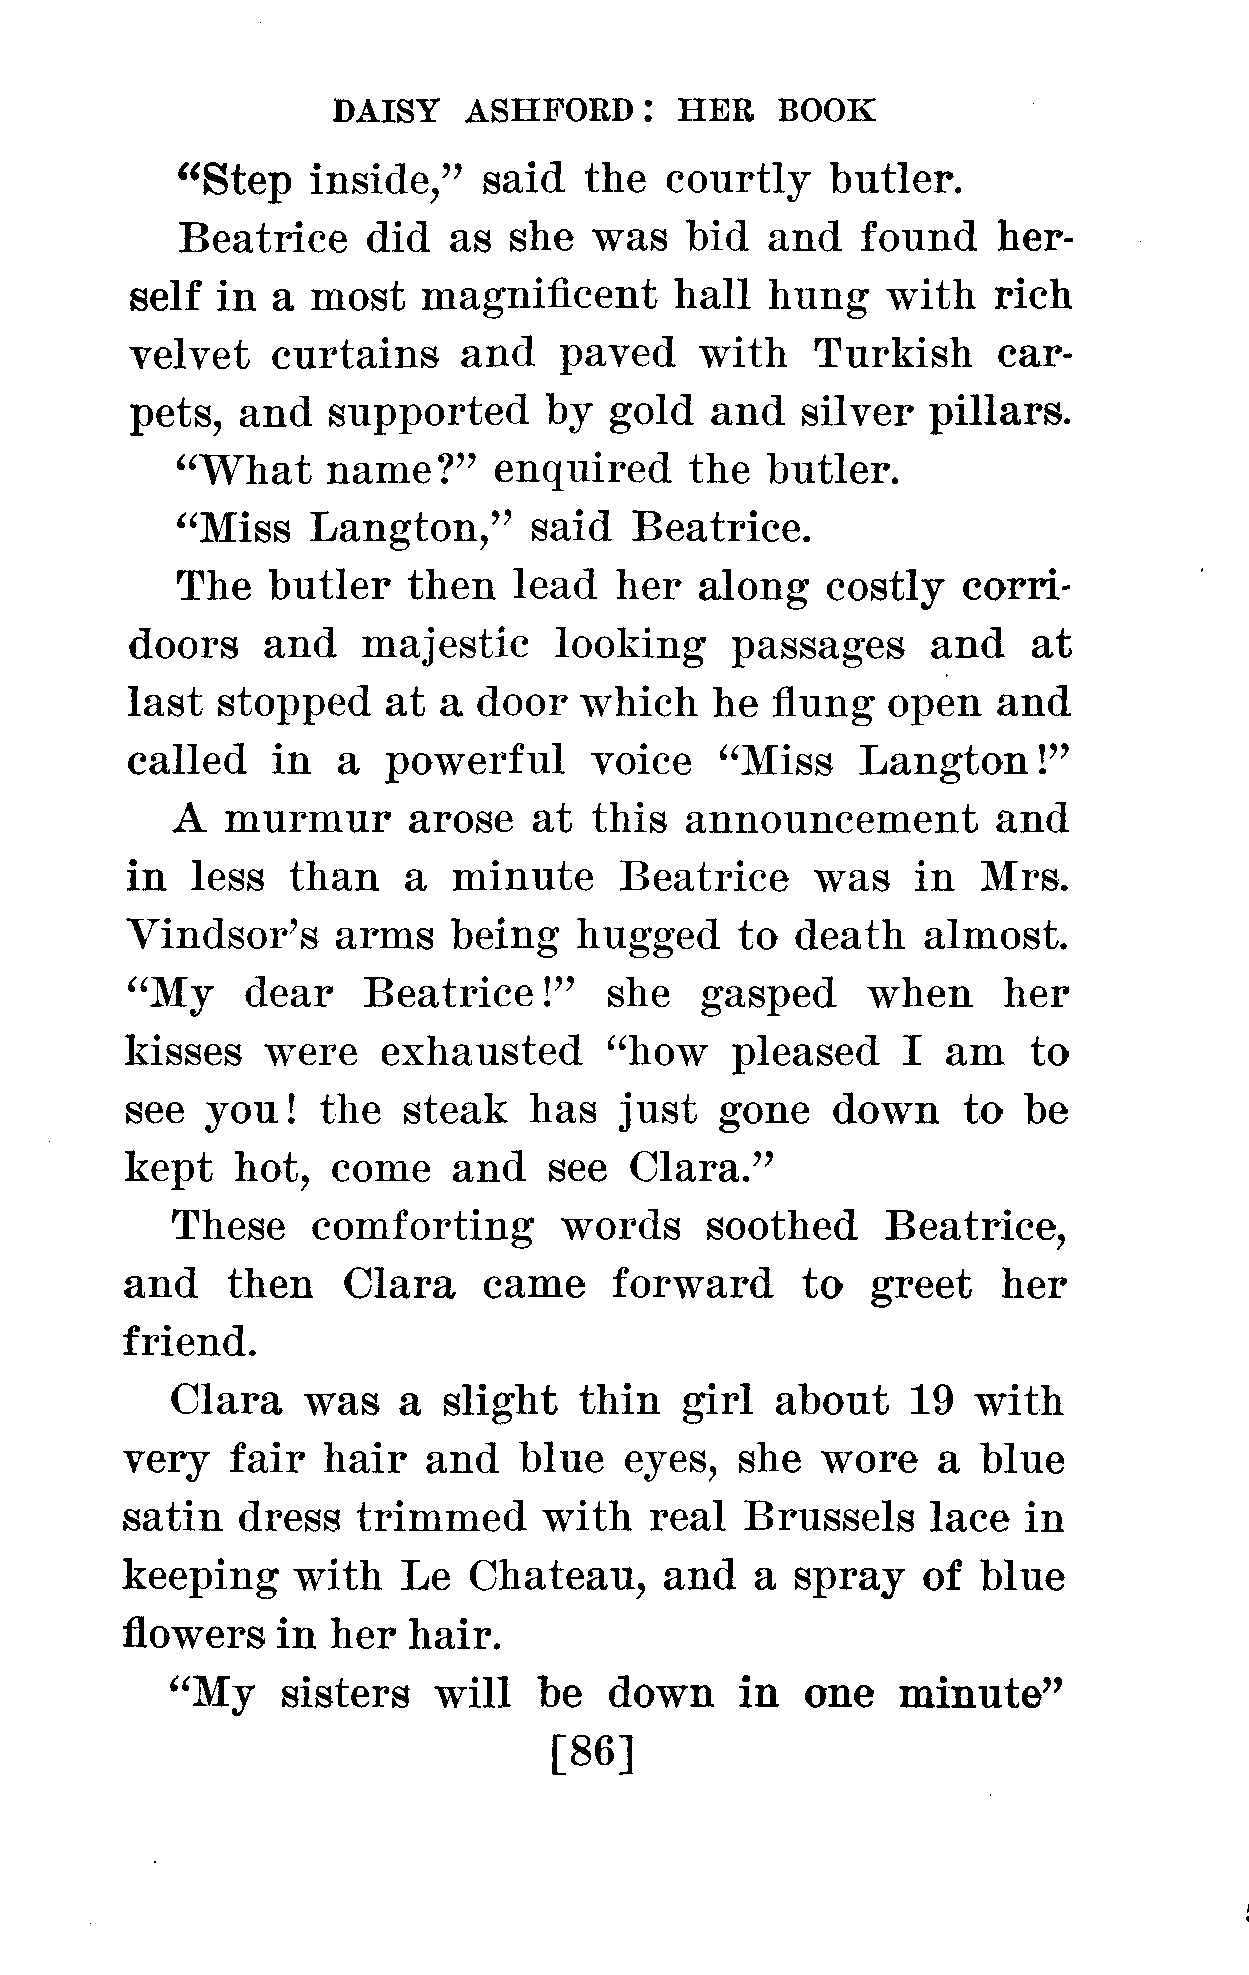 DAISY ASHFORD: HER BOOK
“Step inside,” said the courtly butler.
Beatrice did as she was bid and found her-
self in a most magnificent hall hung with rich
velvet curtains and paved with Turkish car-
pets, and supported by gold and silver pillars.
“What name?” enquired the butler.
“Miss Langton,” said Beatrice.
The butler then lead her along costly corri-
doors and majestic looking passages and at
last stopped at a door which he flung open and
called in a powerful voice “Miss Langton!”
A murmur arose at this announcement and
in less than a minute Beatrice was in Mrs.
Vindsor’s arms being hugged to death almost.
“My dear Beatrice!” she gasped when her
kisses were exhausted “how pleased I am to
see you! the steak has just gone down to be
kept hot, come and see Clara.”
These comforting words soothed Beatrice,
and then Clara came forward to greet her
friend.
Clara was a slight thin girl about 19 with
very fair hair and blue eyes, she wore a blue
satin dress trimmed with real Brussels lace in
keeping with Le Chateau, and a spray of blue
flowers in her hair.
“My sisters will be down in one minute”
[86]